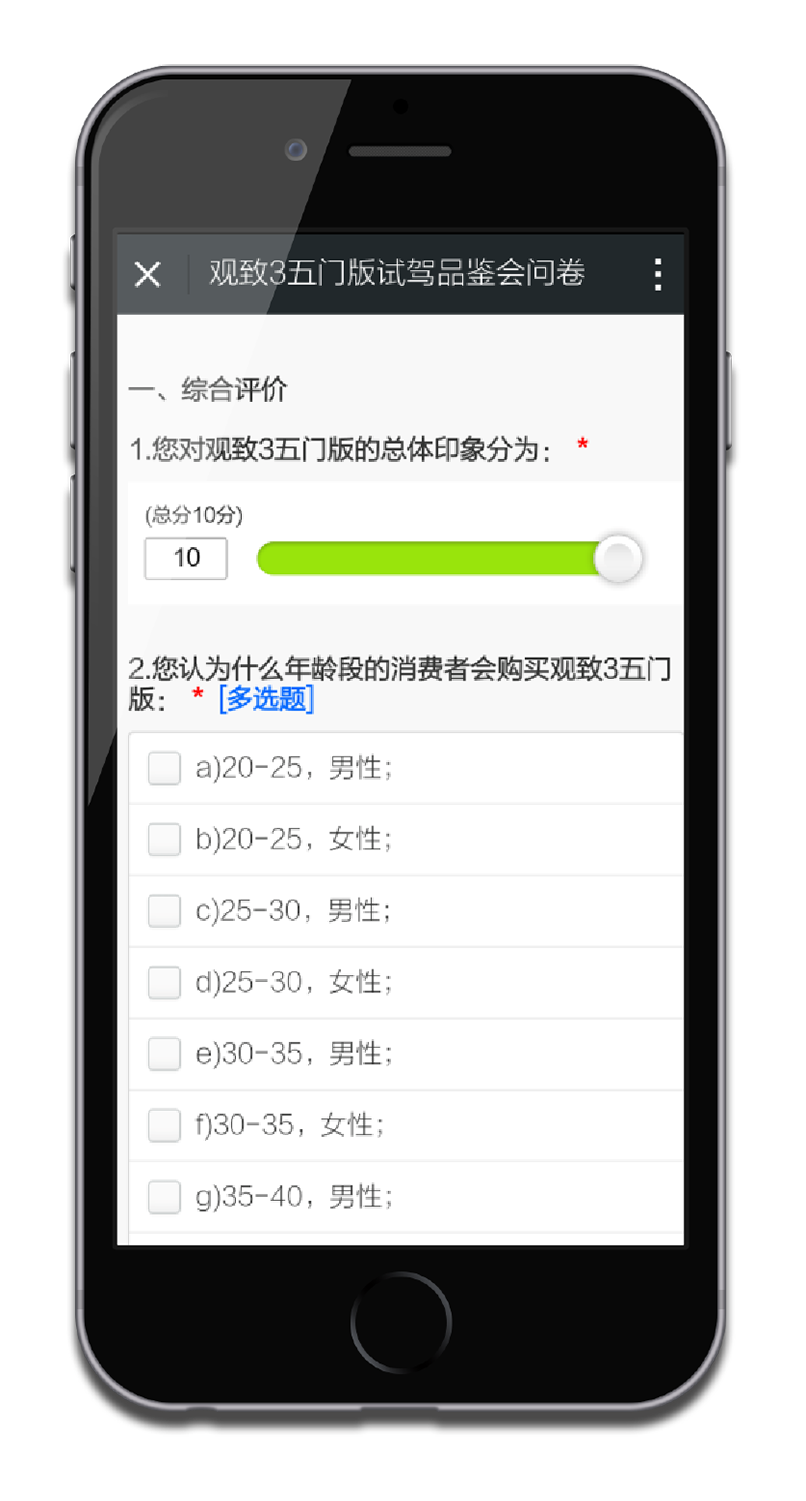 观致3五门版试驾品鉴会问卷
一、综合评价
1.您对观致3五门版的总体印象分为： *
(总分10分)
10
2.您认为什么年龄段的消费者会购买观致3五门
版： * [多选题]
a)20-25，男性；
b)20-25，女性；
c)25-30，男性；
d)25-30，女性；
e)30-35，男性；
f)30-35，女性；
g)35-40，男性；